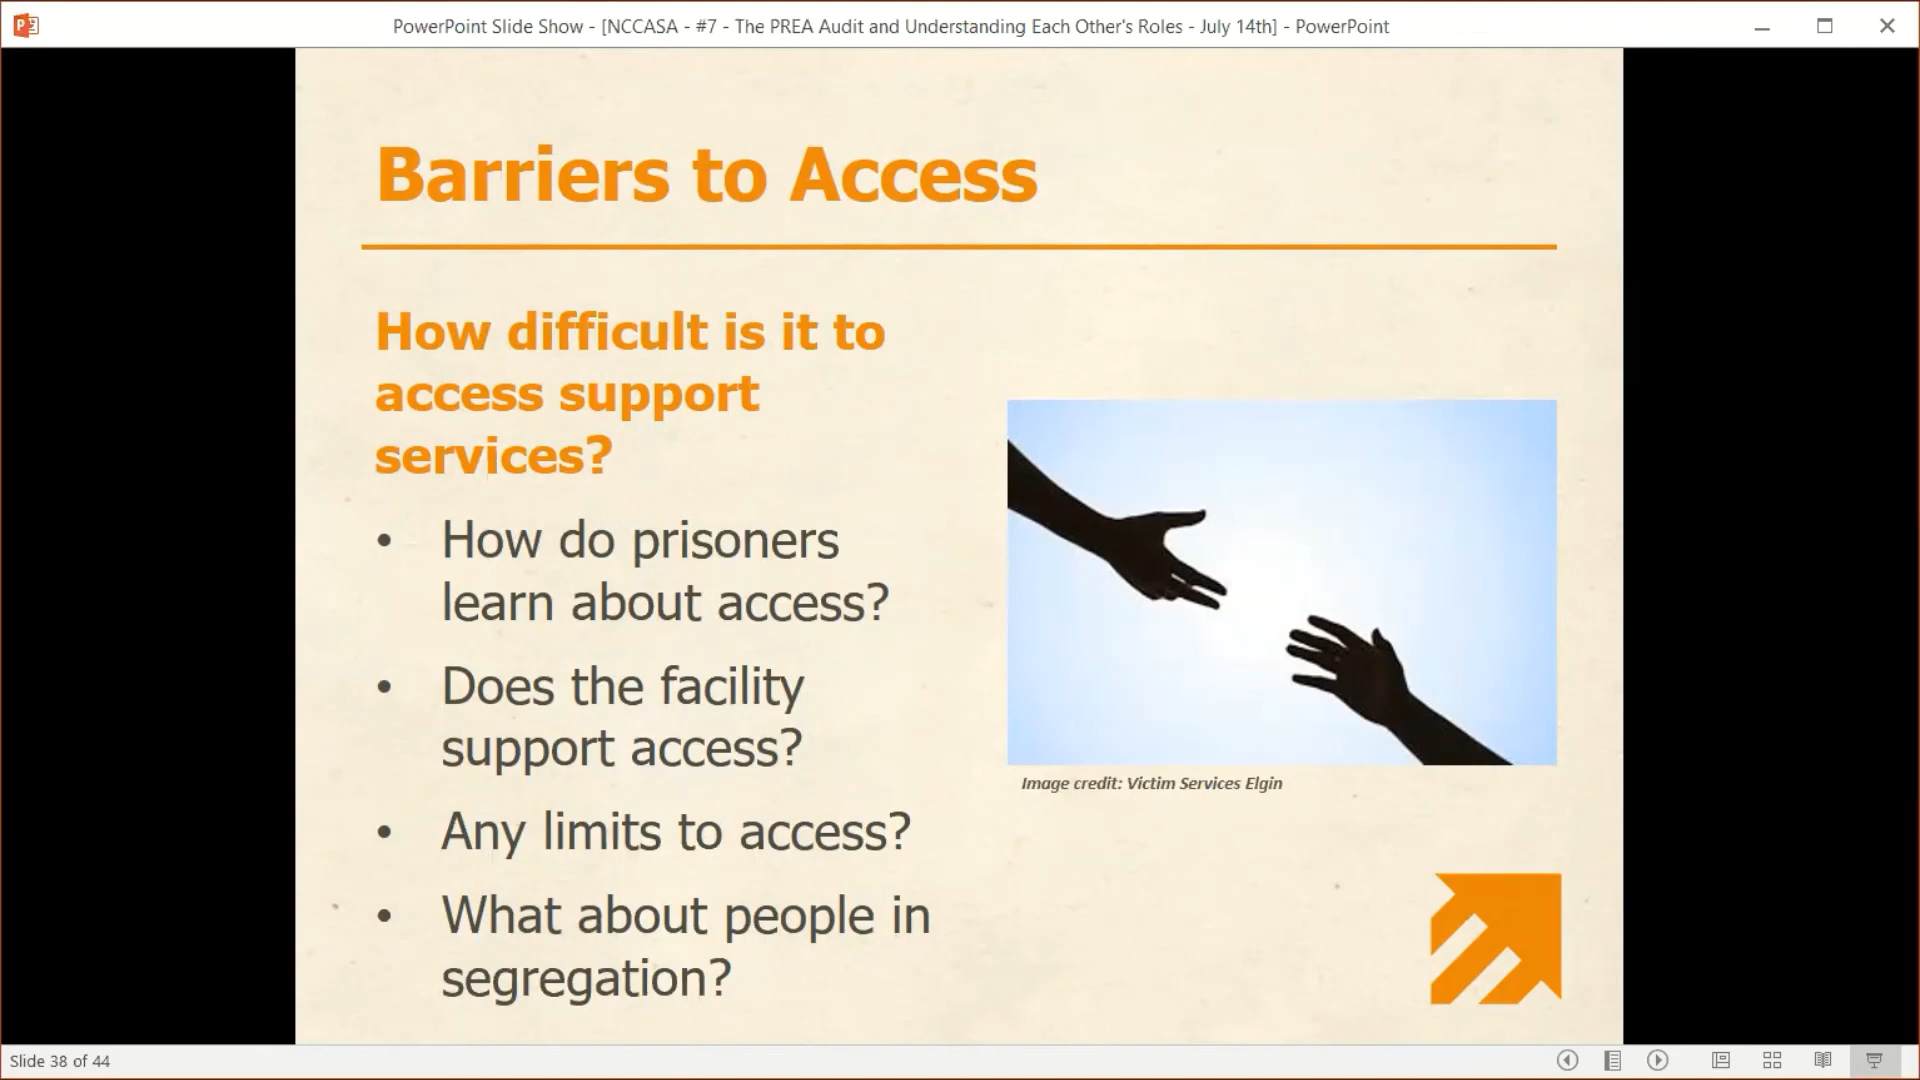 PowerPoint Slide Show - [NCCASA - #7 - The PREA Audit and Understanding Each Other's Roles - July 14th] - PowerPoint
Barriers to Access
How difficult is it to
access support
services?
• How do prisoners
learn about access?
• Does the facility
support access?
• Any limits to access?
• What about people in
segregation?
Image credit: Victim Services Elgin
Slide 38 of 44